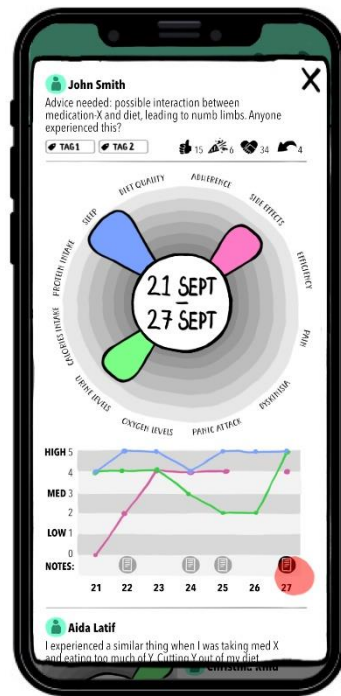 John Smith
Advice needed: possible interaction between
medication-X and diet, leading to numb limbs. Anyone
experienced this?
TAG 1 TAG 2 15 6 34 4
DIET QUALITY
ADHERENCE
SLEEP
SIDE EFFECTS
PROTEIN INTAKE
EFFICIENCY
CALORIES INTAKE
PAIN
URINE LEVELS
DYSKINESIA
OXYGEN LEVELS
PANIC ATTACK
21 SEPT
–
27 SEPT
HIGH 5
4
MED 3
2
LOW 1
0
NOTES:
21 22 23 24 25 26 27
Aida Latif
I experienced a similar thing when I was taking med X
and eating too much of Y. Cutting Y out of my diet